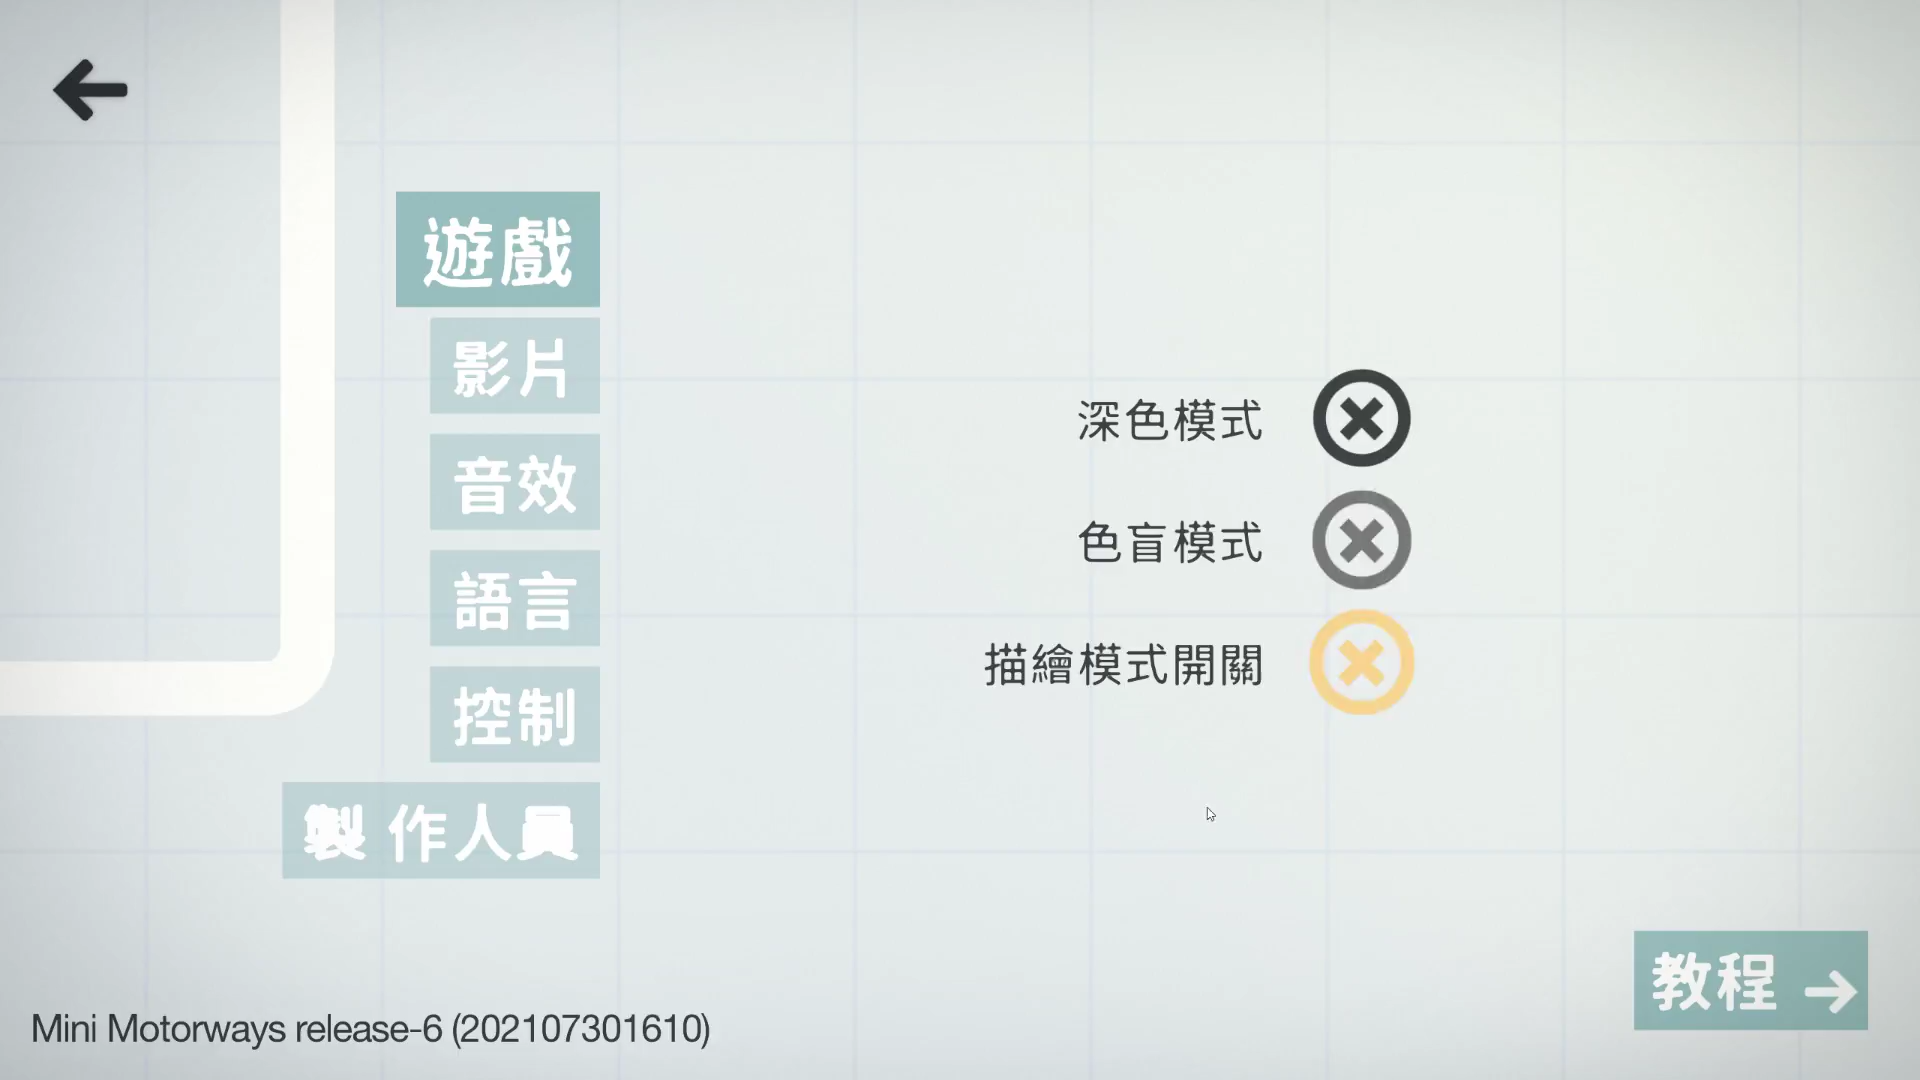 遊戲
影片
音效
語言
控制
製作人員
深色模式
色盲模式
描繪模式開關
教程
Mini Motorways release-6 (202107301610)